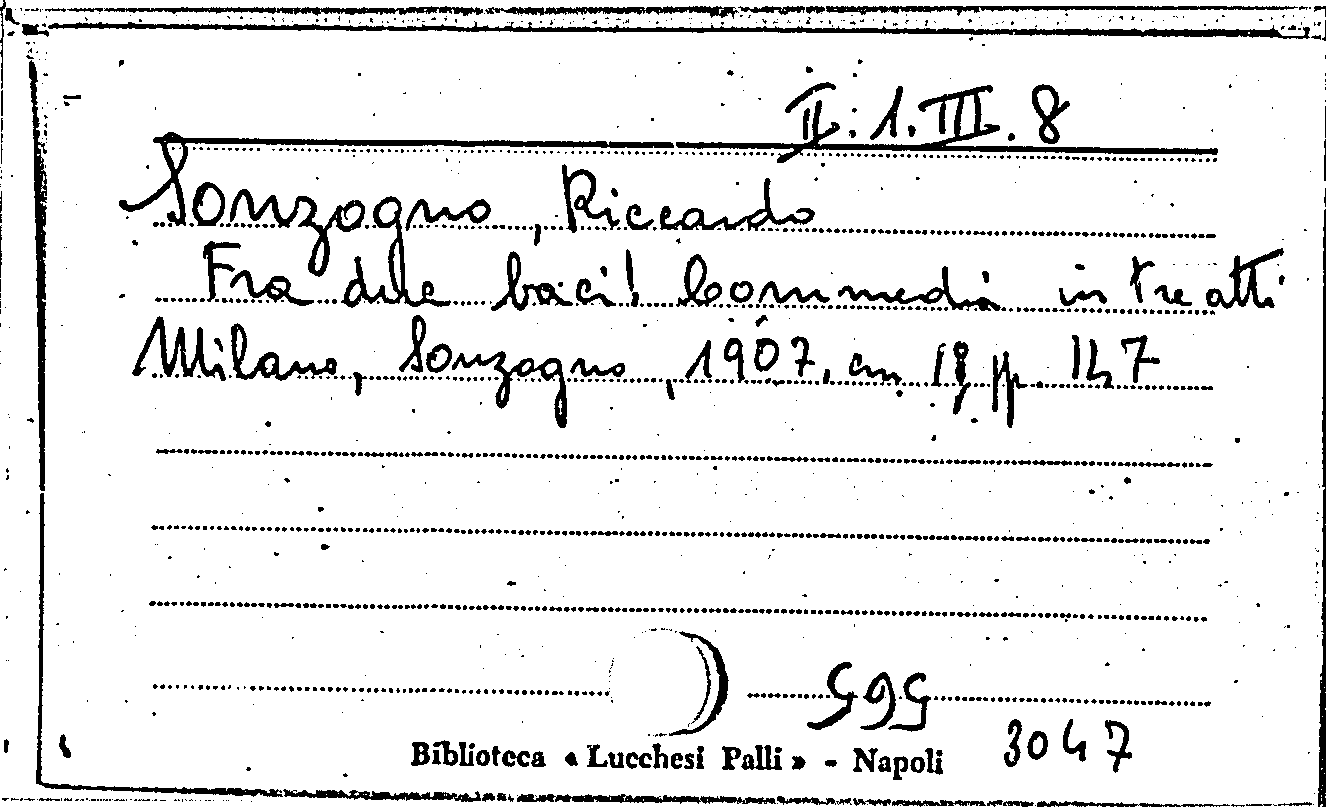 II.1.III.8
Sonzogno, Riccardo
Fra due baci! Commedia in tre atti
Milano, Sonzogno, 1907, cm 18, pp. 147
595
3047
Biblioteca « Lucchesi Palli » - Napoli